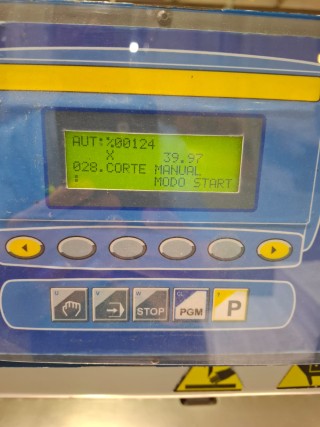 AUT:%00124
X 39.97
028.CORTE MANUAL
: MODO START
STOP PGM P